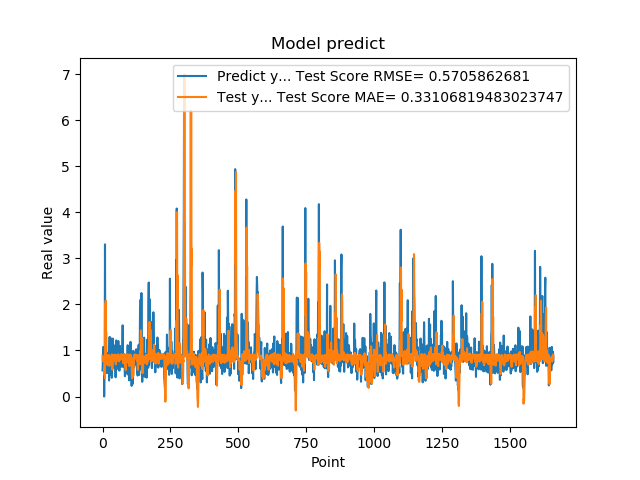 Model predict
Predict y... Test Score RMSE= 0.5705862681
Test y... Test Score MAE= 0.33106819483023747
7
6
5
4
3
2
1
0
Real value
0 250 500 750 1000 1250 1500
Point